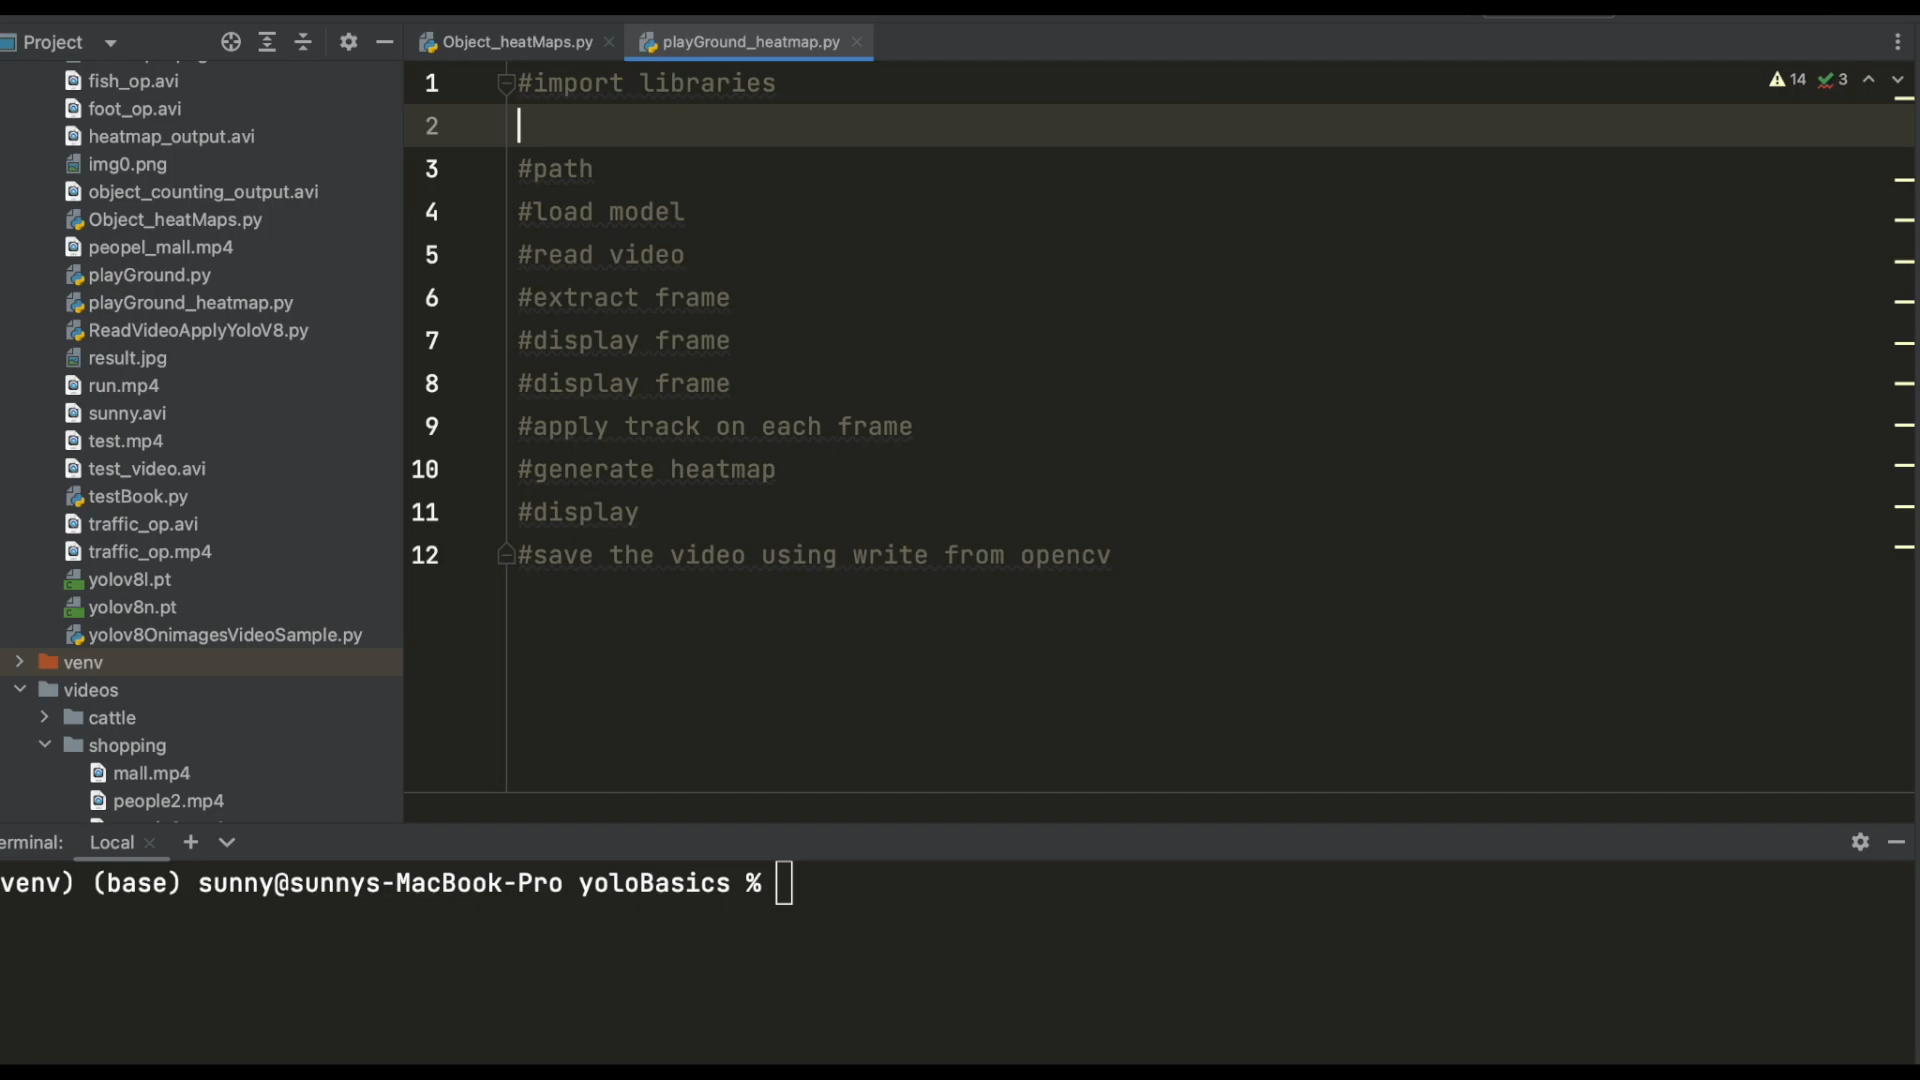 Project
Object_heatMaps.py
playGround_heatmap.py
fish_op.avi
foot_op.avi
heatmap_output.avi
img0.png
object_counting_output.avi
Object_heatMaps.py
peopel_mall.mp4
playGround.py
playGround_heatmap.py
ReadVideoApplyYoloV8.py
result.jpg
run.mp4
sunny.avi
test.mp4
test_video.avi
testBook.py
traffic_op.avi
traffic_op.mp4
yolov8l.pt
yolov8n.pt
yolov8OnimagesVideoSample.py
venv
videos
cattle
shopping
mall.mp4
people2.mp4
1 #import libraries
2
3 #path
4 #load model
5 #read video
6 #extract frame
7 #display frame
8 #display frame
9 #apply track on each frame
10 #generate heatmap
11 #display
12 #save the video using write from opencv
14 3
erminal: Local
venv) (base) sunny@sunnys-MacBook-Pro yoloBasics %